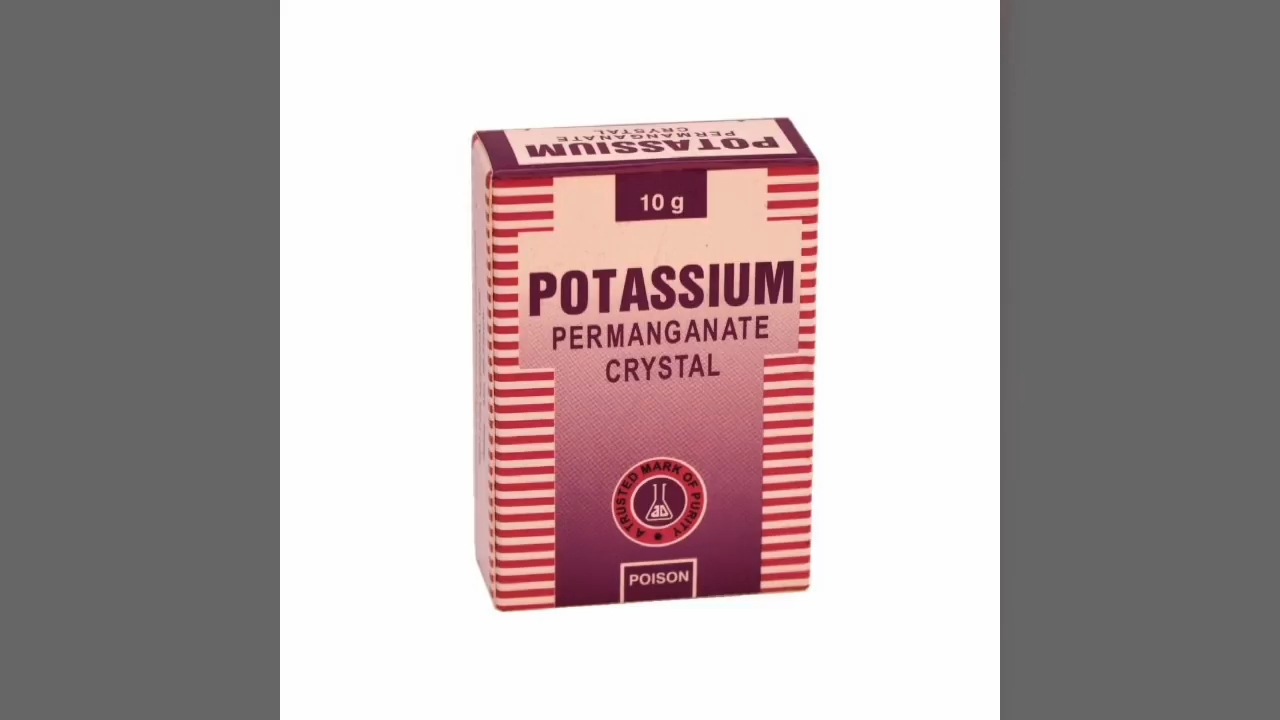 POTASSIUM
PERMANGANATE
CRYSTAL
10 g
POTASSIUM
PERMANGANATE
CRYSTAL
A TRUSTED MARK OF PURITY
POISON